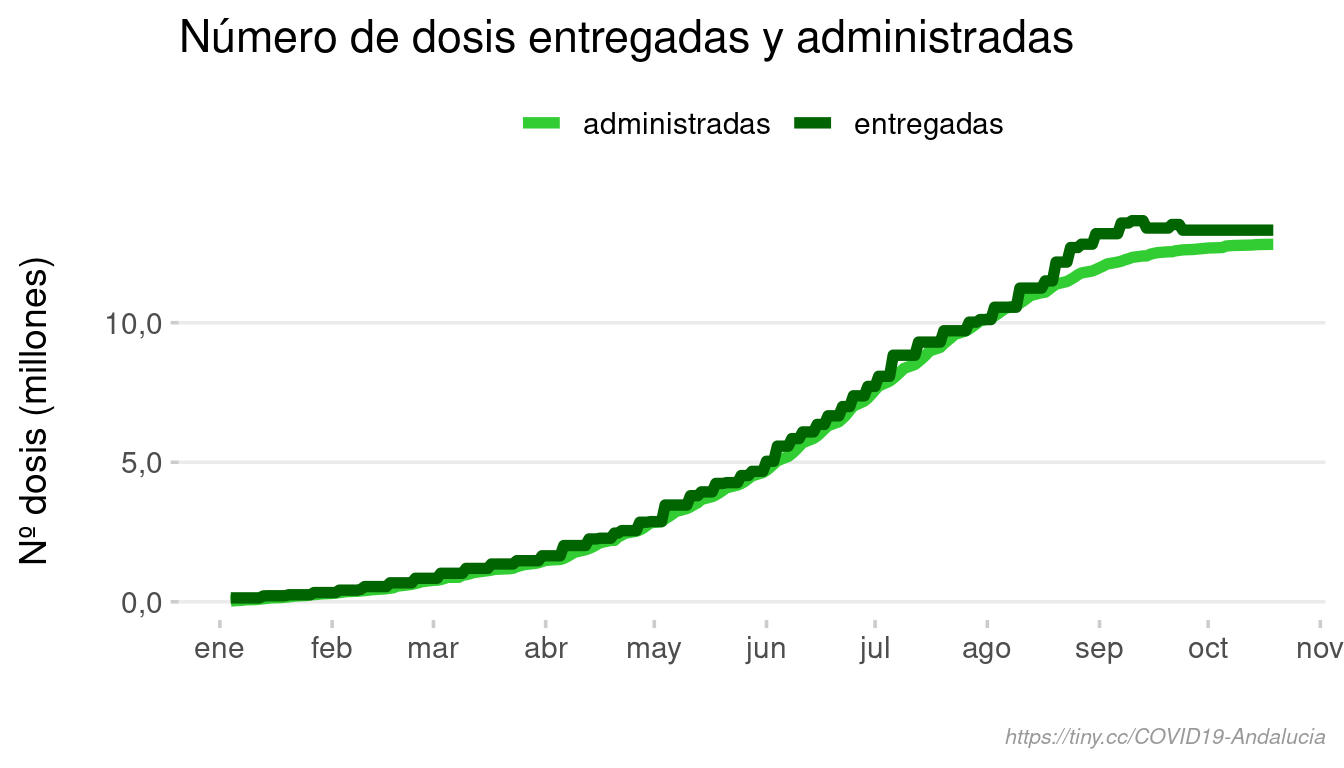 Número de dosis entregadas y administradas
administradas entregadas
Nº dosis (millones)
10,0
5,0
0,0
ene feb mar abr may jun jul ago sep oct nov
https://tiny.cc/COVID19-Andalucia